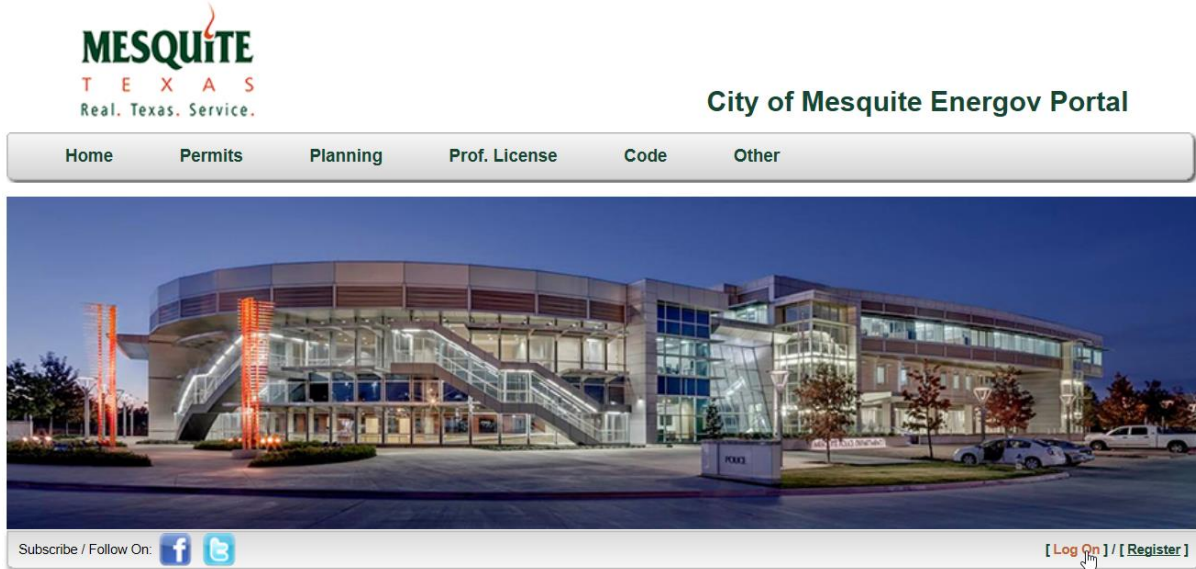 MESQUiTE
TEXAS
Real. Texas. Service.
City of Mesquite Energov Portal
Home Permits Planning Prof. License Code Other
POLICE
Subscribe / Follow On:
[ Log On ] / [ Register ]